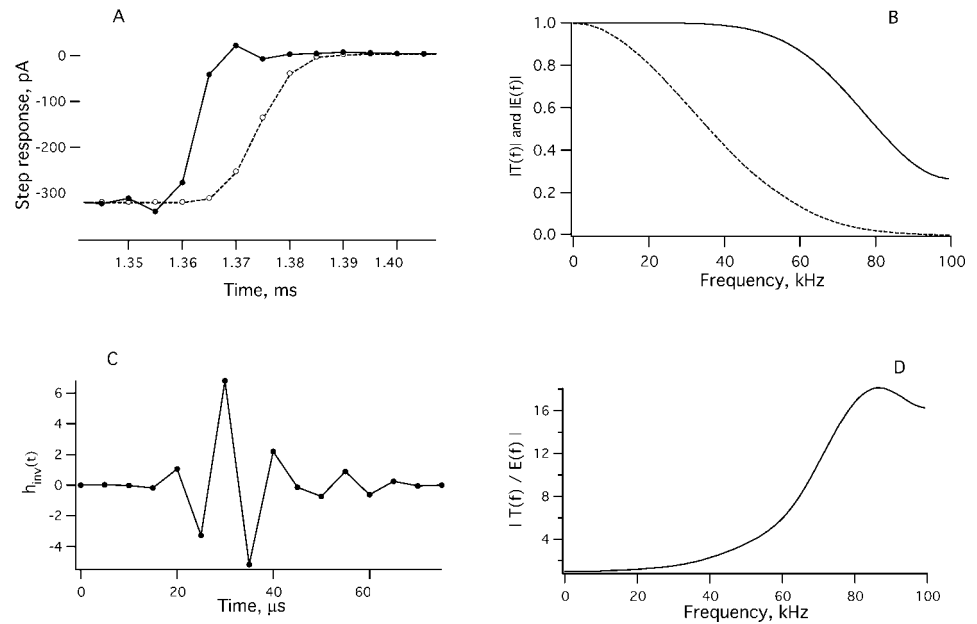 A
Step response, pA
0
-100
-200
-300
1.35 1.36 1.37 1.38 1.39 1.40
Time, ms
B
|T(f)| and |E(f)|
1.0
0.8
0.6
0.4
0.2
0.0
0 20 40 60 80 100
Frequency, kHz
C
h_inv(t)
6
4
2
0
-2
-4
0 20 40 60
Time, µs
D
| T(f) / E(f) |
16
12
8
4
0 20 40 60 80 100
Frequency, kHz